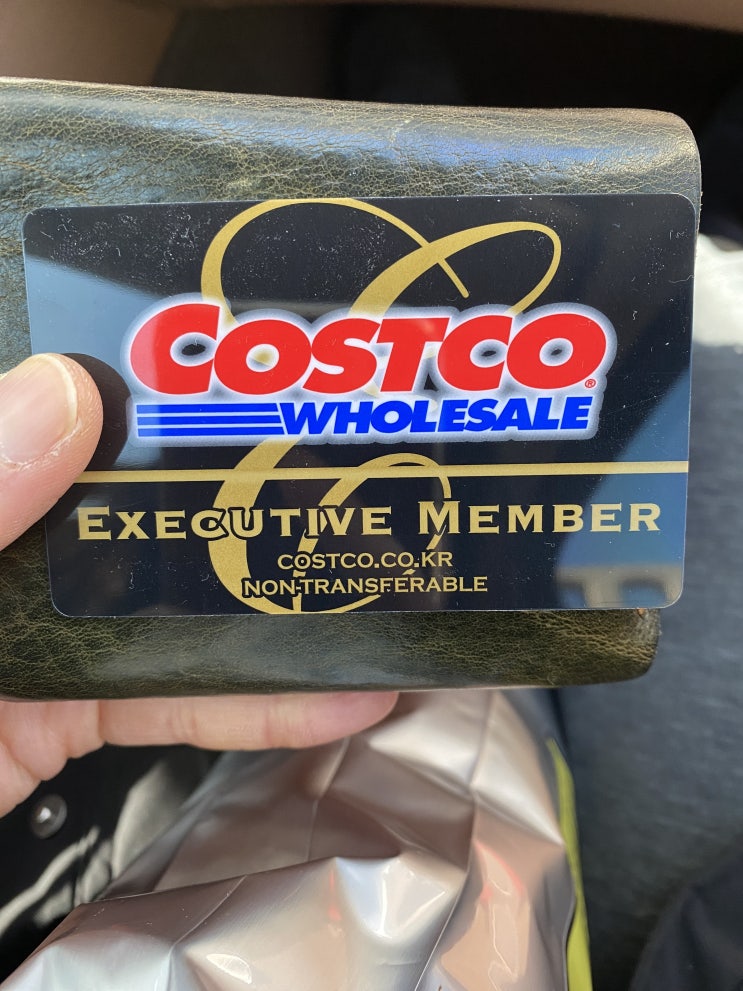 COSTCO®
WHOLESALE
EXECUTIVE MEMBER
COSTCO.CO.KR
NON-TRANSFERABLE